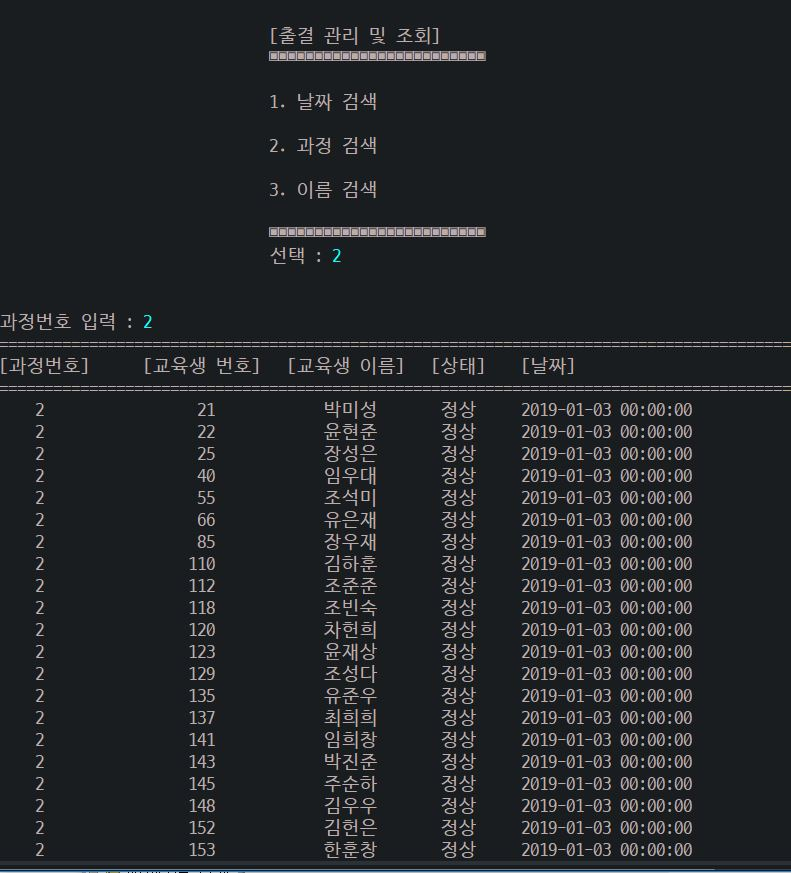 [출결 관리 및 조회]
▣▣▣▣▣▣▣▣▣▣▣▣▣▣▣▣▣▣▣▣▣▣▣▣
1. 날짜 검색
2. 과정 검색
3. 이름 검색
▣▣▣▣▣▣▣▣▣▣▣▣▣▣▣▣▣▣▣▣▣▣▣▣
선택 : 2
과정번호 입력 : 2
========================================================================================
[과정번호] [교육생 번호] [교육생 이름] [상태] [날짜]
========================================================================================
2 21 박미성 정상 2019-01-03 00:00:00
2 22 윤현준 정상 2019-01-03 00:00:00
2 25 장성은 정상 2019-01-03 00:00:00
2 40 임우대 정상 2019-01-03 00:00:00
2 55 조석미 정상 2019-01-03 00:00:00
2 66 유은재 정상 2019-01-03 00:00:00
2 85 장우재 정상 2019-01-03 00:00:00
2 110 김하훈 정상 2019-01-03 00:00:00
2 112 조준준 정상 2019-01-03 00:00:00
2 118 조빈숙 정상 2019-01-03 00:00:00
2 120 차헌희 정상 2019-01-03 00:00:00
2 123 윤재상 정상 2019-01-03 00:00:00
2 129 조성다 정상 2019-01-03 00:00:00
2 135 유준우 정상 2019-01-03 00:00:00
2 137 최희희 정상 2019-01-03 00:00:00
2 141 임희창 정상 2019-01-03 00:00:00
2 143 박진준 정상 2019-01-03 00:00:00
2 145 주순하 정상 2019-01-03 00:00:00
2 148 김우우 정상 2019-01-03 00:00:00
2 152 김헌은 정상 2019-01-03 00:00:00
2 153 한훈창 정상 2019-01-03 00:00:00